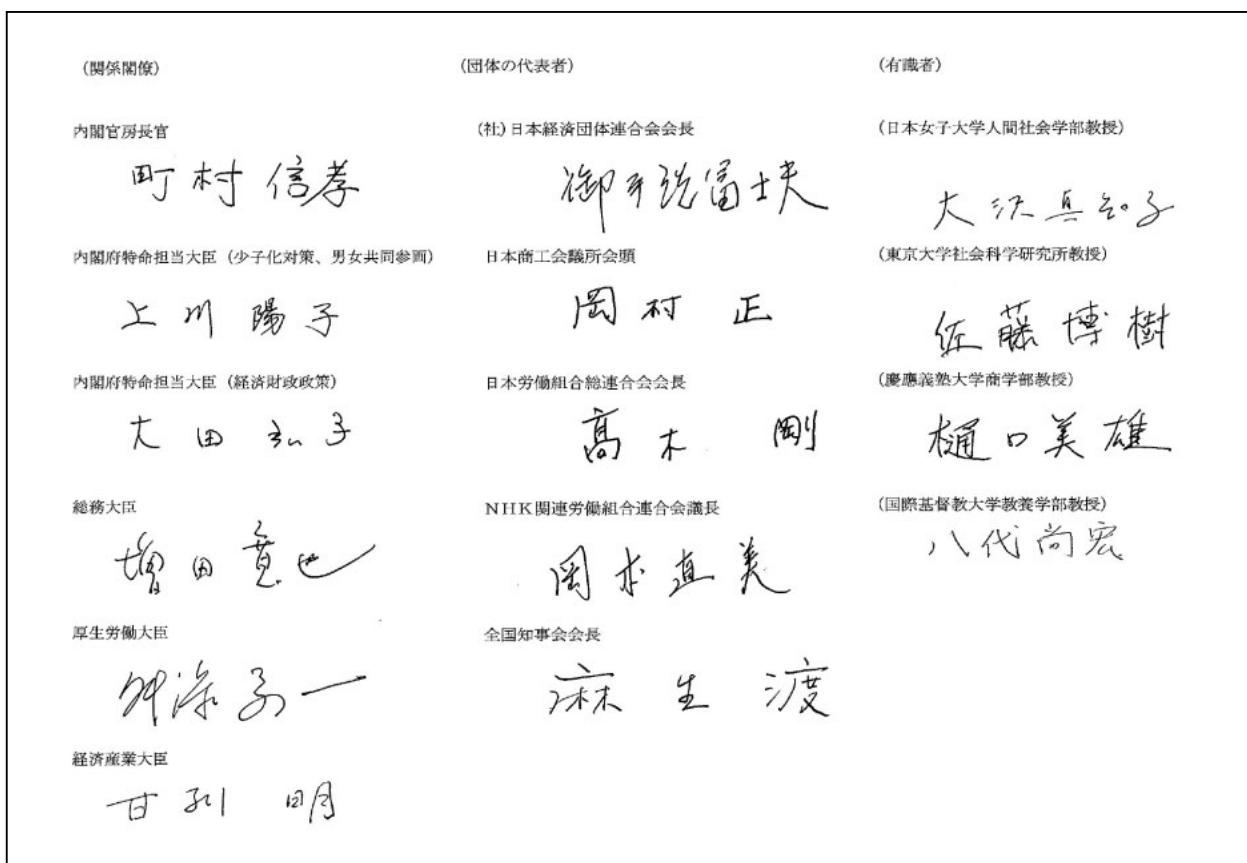 (関係閣僚)
内閣官房長官
町村信孝
内閣府特命担当大臣（少子化対策、男女共同参画）
上川陽子
内閣府特命担当大臣（経済財政政策）
大田弘子
総務大臣
増田寛也
厚生労働大臣
舛添要一
経済産業大臣
甘利 明
(団体の代表者)
(社)日本経済団体連合会会長
御手洗冨士夫
日本商工会議所会頭
岡村 正
日本労働組合総連合会会長
髙木 剛
NHK関連労働組合連合会議長
岡本直美
全国知事会会長
麻生 渡
(有識者)
(日本女子大学人間社会学部教授)
大沢真知子
(東京大学社会科学研究所教授)
佐藤博樹
(慶應義塾大学商学部教授)
樋口美雄
(国際基督教大学教養学部教授)
八代尚宏